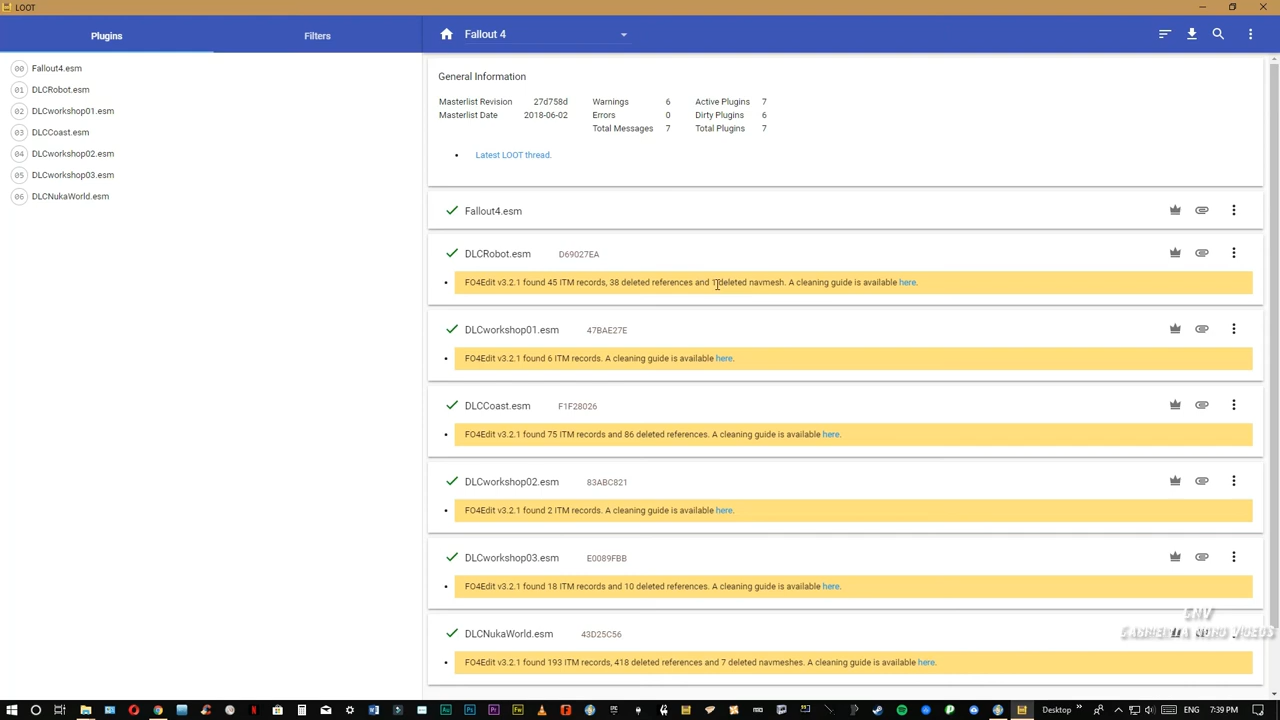 LOOT
Plugins
Filters
Fallout 4
00 Fallout4.esm
01 DLCRobot.esm
02 DLCworkshop01.esm
03 DLCCoast.esm
04 DLCworkshop02.esm
05 DLCworkshop03.esm
06 DLCNukaWorld.esm
General Information
Masterlist Revision 27d758d Warnings 6 Active Plugins 7
Masterlist Date 2018-06-02 Errors 0 Dirty Plugins 6
Total Messages 7 Total Plugins 7
Latest LOOT thread.
Fallout4.esm
DLCRobot.esm D69027EA
FO4Edit v3.2.1 found 45 ITM records, 38 deleted references and 1 deleted navmesh. A cleaning guide is available here.
DLCworkshop01.esm 47BAE27E
FO4Edit v3.2.1 found 6 ITM records. A cleaning guide is available here.
DLCCoast.esm F1F28026
FO4Edit v3.2.1 found 75 ITM records and 86 deleted references. A cleaning guide is available here.
DLCworkshop02.esm 83ABC821
FO4Edit v3.2.1 found 2 ITM records. A cleaning guide is available here.
DLCworkshop03.esm E0089FBB
FO4Edit v3.2.1 found 18 ITM records and 10 deleted references. A cleaning guide is available here.
DLCNukaWorld.esm 43D25C56
FO4Edit v3.2.1 found 193 ITM records, 418 deleted references and 7 deleted navmeshes. A cleaning guide is available here.
Desktop
ENG 7:39 PM